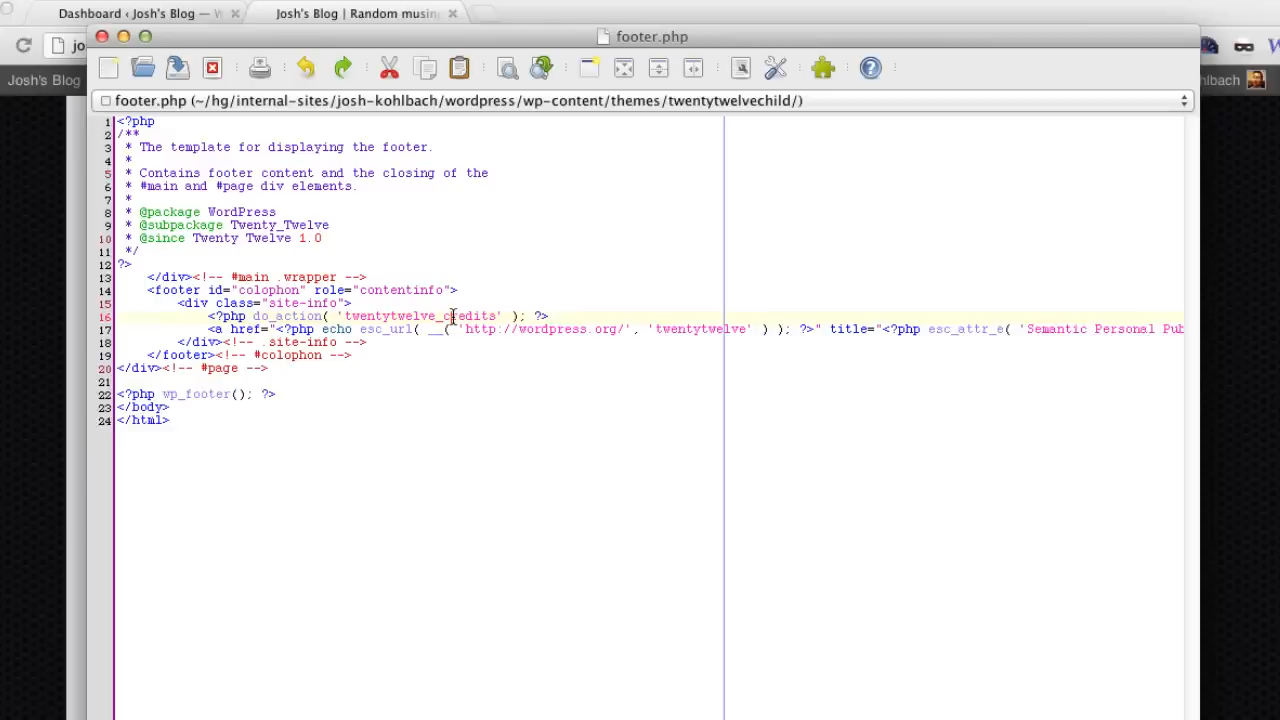 Dashboard ‹ Josh's Blog —
Josh's Blog | Random musin
footer.php
jo
Josh's Blog
hlbach
footer.php (~/hg/internal-sites/josh-kohlbach/wordpress/wp-content/themes/twentytwelvechild/)
1 <?php
2 /**
3  * The template for displaying the footer.
4  *
5  * Contains footer content and the closing of the
6  * #main and #page div elements.
7  *
8  * @package WordPress
9  * @subpackage Twenty_Twelve
10  * @since Twenty Twelve 1.0
11  */
12 ?>
13     </div><!-- #main .wrapper -->
14     <footer id="colophon" role="contentinfo">
15         <div class="site-info">
16             <?php do_action( 'twentytwelve_credits' ); ?>
17             <a href="<?php echo esc_url( __( 'http://wordpress.org/', 'twentytwelve' ) ); ?>" title="<?php esc_attr_e( 'Semantic Personal Pub
18         </div><!-- .site-info -->
19     </footer><!-- #colophon -->
20 </div><!-- #page -->
21
22 <?php wp_footer(); ?>
23 </body>
24 </html>